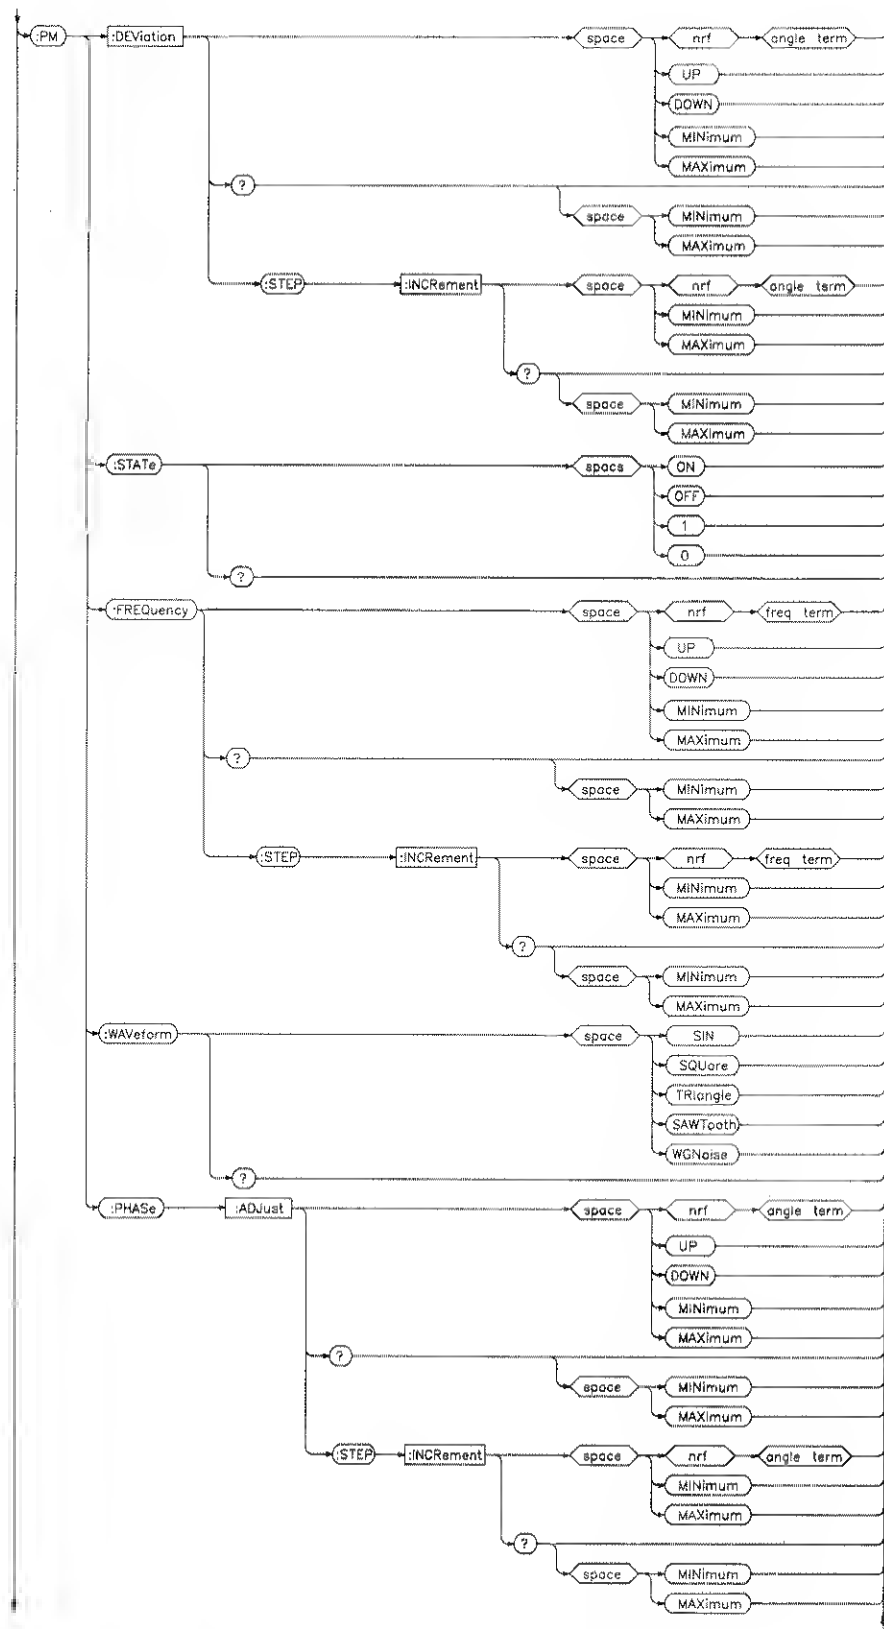 :PM :DEViation space nrf angle term
UP
DOWN
MINimum
MAXimum
?
space MINimum
MAXimum
:STEP :INCRement space nrf angle term
MINimum
MAXimum
?
space MINimum
MAXimum
:STATe space ON
OFF
1
0
?
:FREQuency space nrf freq term
UP
DOWN
MINimum
MAXimum
?
space MINimum
MAXimum
:STEP :INCRement space nrf freq term
MINimum
MAXimum
?
space MINimum
MAXimum
:WAVeform space SIN
SQUare
TRIangle
SAWTooth
WGNoise
?
:PHASe :ADJust space nrf angle term
UP
DOWN
MINimum
MAXimum
?
space MINimum
MAXimum
:STEP :INCRement space nrf angle term
MINimum
MAXimum
?
space MINimum
MAXimum